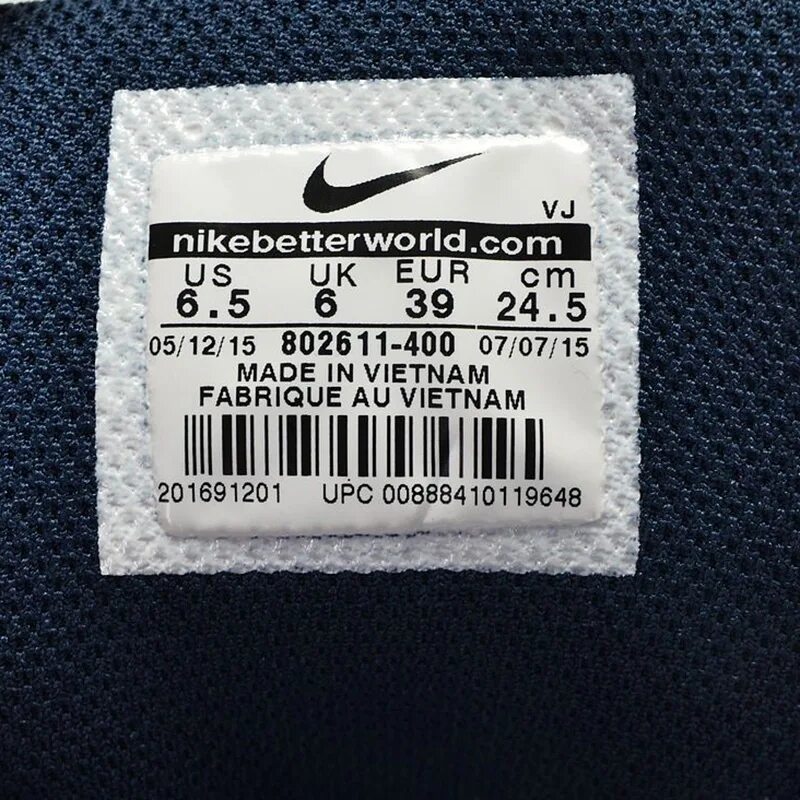 VJ
nikebetterworld.com
US UK EUR cm
6.5 6 39 24.5
05/12/15 802611-400 07/07/15
MADE IN VIETNAM
FABRIQUE AU VIETNAM
201691201 UPC 00888410119648